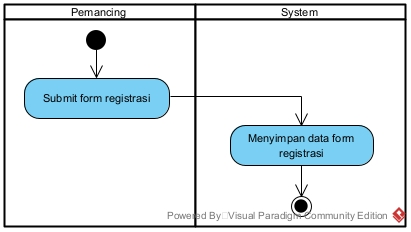 Pemancing
System
Submit form registrasi
Menyimpan data form
registrasi
Powered By Visual Paradigm Community Edition